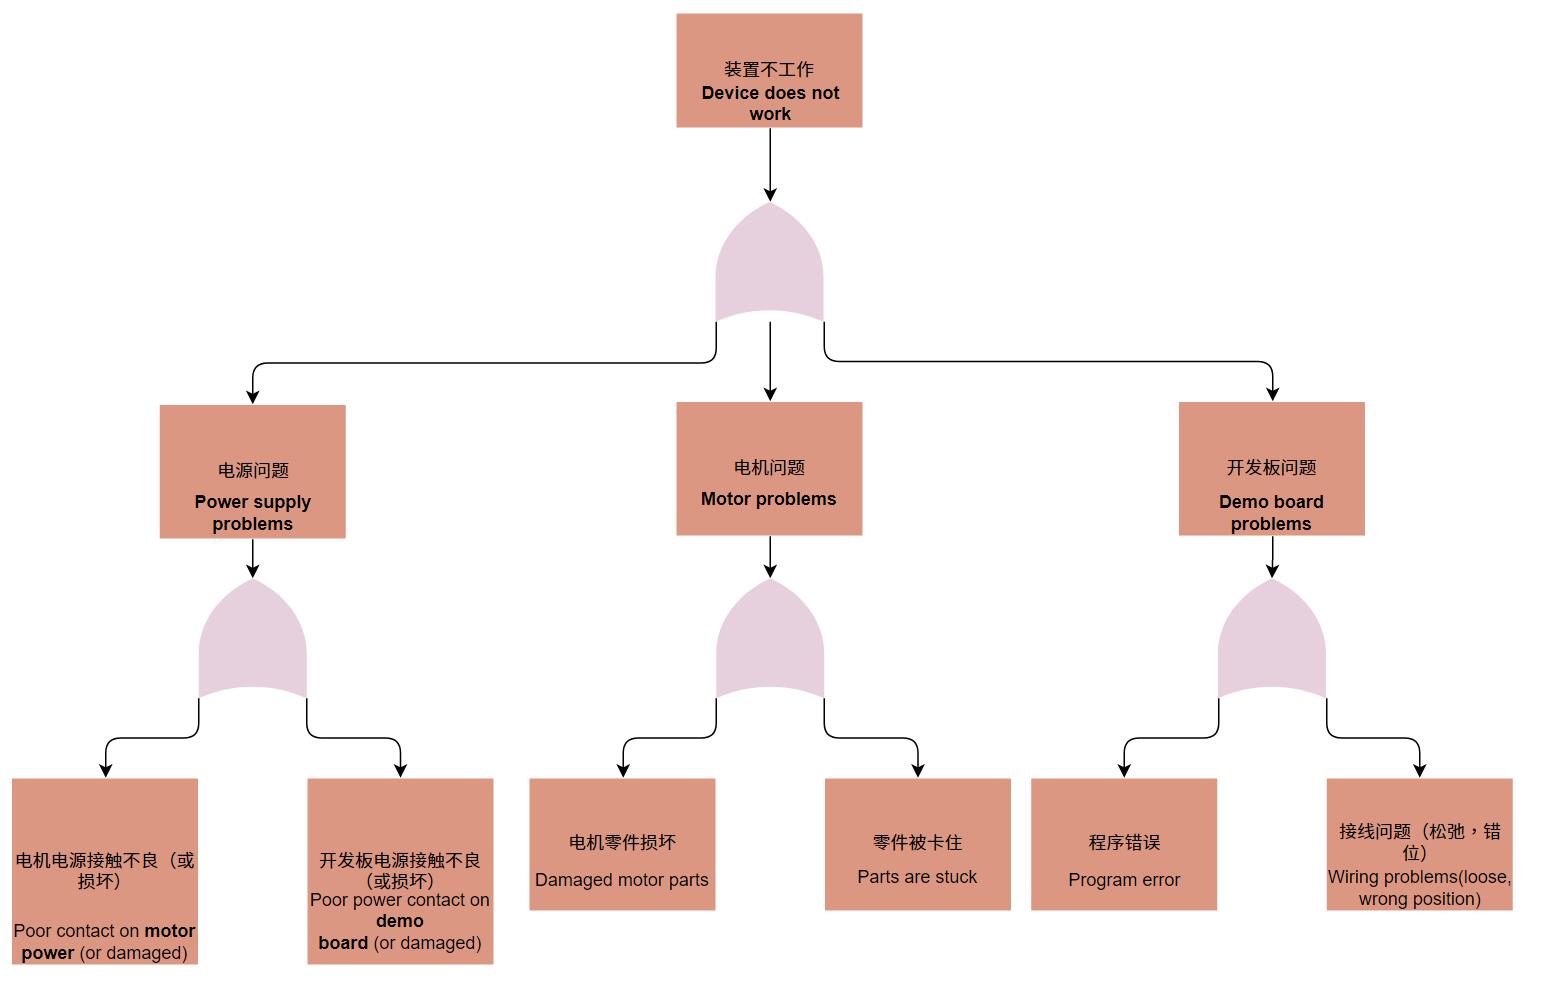 装置不工作
Device does not
work
电源问题
Power supply
problems
电机问题
Motor problems
开发板问题
Demo board
problems
电机电源接触不良（或
损坏）
Poor contact on motor
power (or damaged)
开发板电源接触不良
（或损坏）
Poor power contact on
demo
board (or damaged)
电机零件损坏
Damaged motor parts
零件被卡住
Parts are stuck
程序错误
Program error
接线问题（松弛，错
位）
Wiring problems(loose,
wrong position)